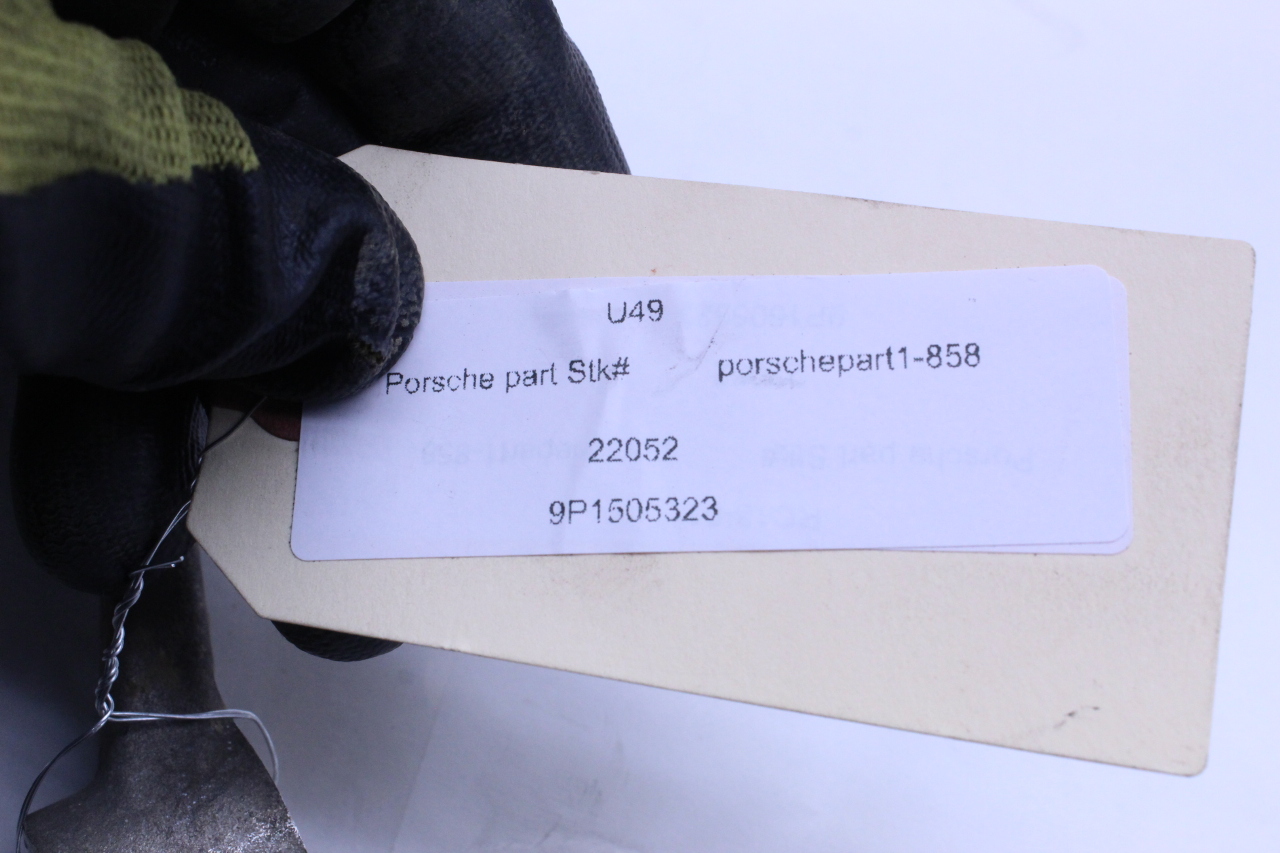 U49
Porsche part Stk# porschepart1-858
22052
9P1505323